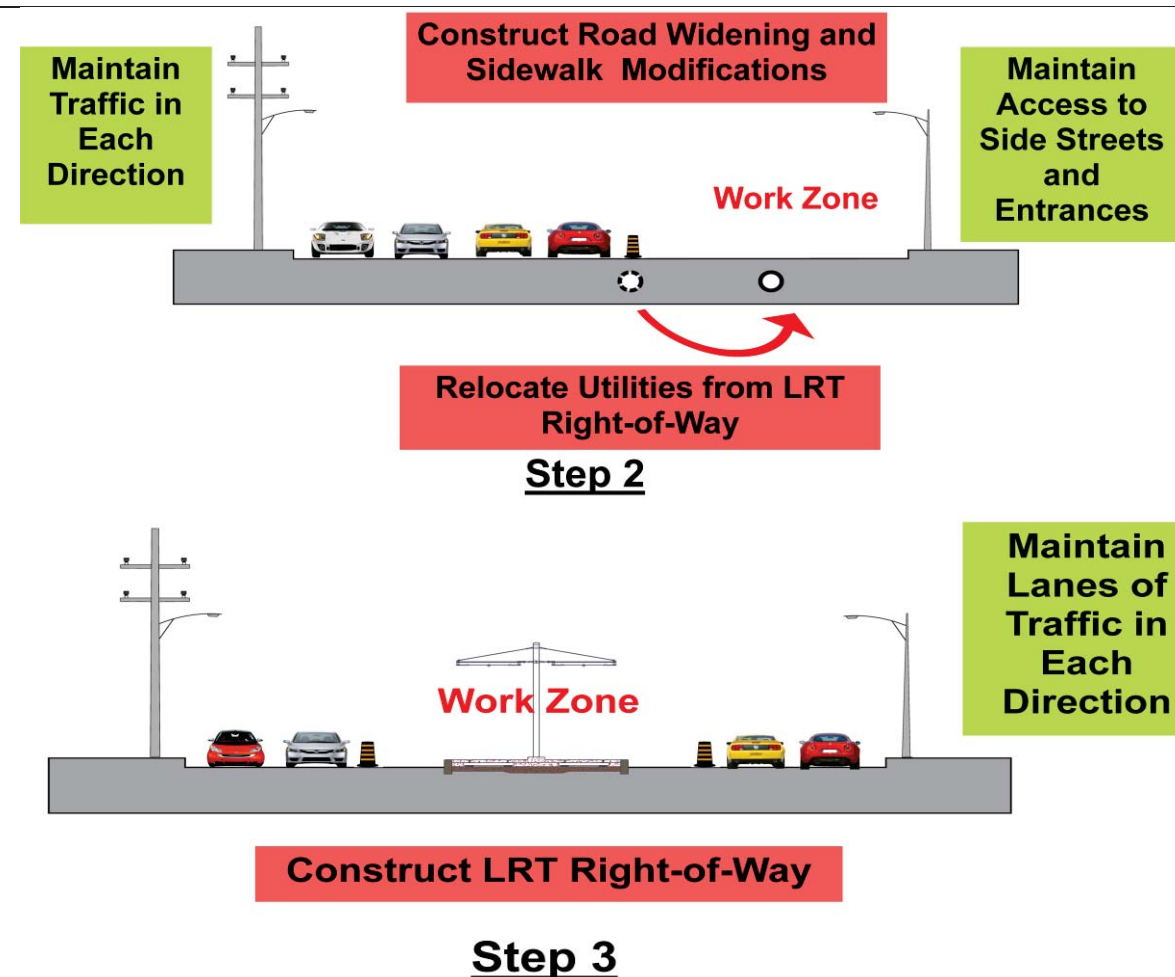 Construct Road Widening and
Sidewalk Modifications
Maintain
Traffic in
Each
Direction
Maintain
Access to
Side Streets
and
Entrances
Work Zone
Relocate Utilities from LRT
Right-of-Way
Step 2
Maintain
Lanes of
Traffic in
Each
Direction
Work Zone
Construct LRT Right-of-Way
Step 3